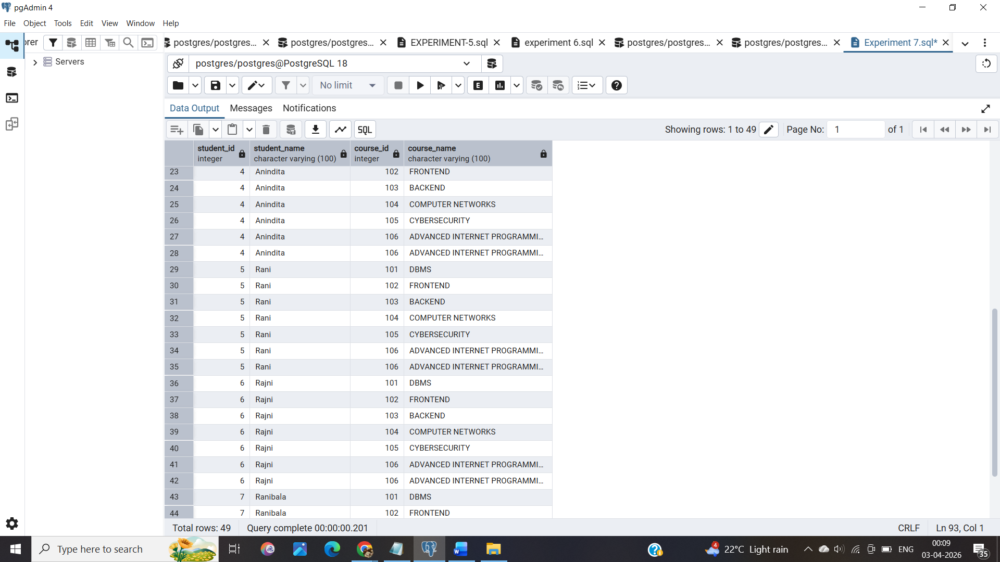 pgAdmin 4
File Object Tools Edit View Window Help
orer postgres/postgres... postgres/postgres... EXPERIMENT-5.sql experiment 6.sql postgres/postgres... postgres/postgres... Experiment 7.sql*
Servers
postgres/postgres@PostgreSQL 18
No limit E
Data Output Messages Notifications
SQL Showing rows: 1 to 49 Page No: 1 of 1
student_id student_name course_id course_name
integer character varying (100) integer character varying (100)
23 4 Anindita 102 FRONTEND
24 4 Anindita 103 BACKEND
25 4 Anindita 104 COMPUTER NETWORKS
26 4 Anindita 105 CYBERSECURITY
27 4 Anindita 106 ADVANCED INTERNET PROGRAMMI...
28 4 Anindita 106 ADVANCED INTERNET PROGRAMMI...
29 5 Rani 101 DBMS
30 5 Rani 102 FRONTEND
31 5 Rani 103 BACKEND
32 5 Rani 104 COMPUTER NETWORKS
33 5 Rani 105 CYBERSECURITY
34 5 Rani 106 ADVANCED INTERNET PROGRAMMI...
35 5 Rani 106 ADVANCED INTERNET PROGRAMMI...
36 6 Rajni 101 DBMS
37 6 Rajni 102 FRONTEND
38 6 Rajni 103 BACKEND
39 6 Rajni 104 COMPUTER NETWORKS
40 6 Rajni 105 CYBERSECURITY
41 6 Rajni 106 ADVANCED INTERNET PROGRAMMI...
42 6 Rajni 106 ADVANCED INTERNET PROGRAMMI...
43 7 Ranibala 101 DBMS
44 7 Ranibala 102 FRONTEND
Total rows: 49 Query complete 00:00:00.201 CRLF Ln 93, Col 1
Type here to search 4 22°C Light rain ENG 00:09
03-04-2026 35